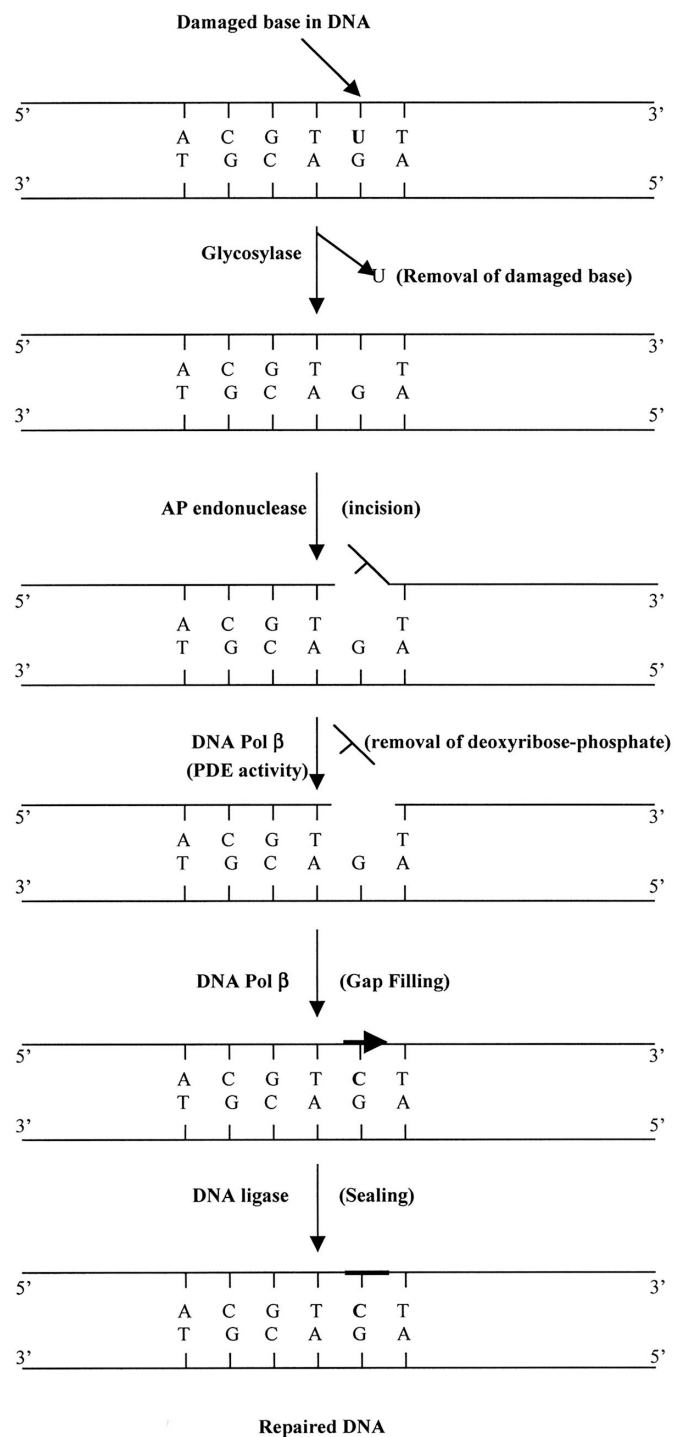 Damaged base in DNA
5’ 3’
A C G T U T
T G C A G A
3’ 5’
Glycosylase
U (Removal of damaged base)
5’ 3’
A C G T T
T G C A G A
3’ 5’
AP endonuclease (incision)
5’ 3’
A C G T T
T G C A G A
3’ 5’
DNA Pol β (removal of deoxyribose-phosphate)
(PDE activity)
5’ 3’
A C G T T
T G C A G A
3’ 5’
DNA Pol β (Gap Filling)
5’ 3’
A C G T C T
T G C A G A
3’ 5’
DNA ligase (Sealing)
5’ 3’
A C G T C T
T G C A G A
3’ 5’
Repaired DNA